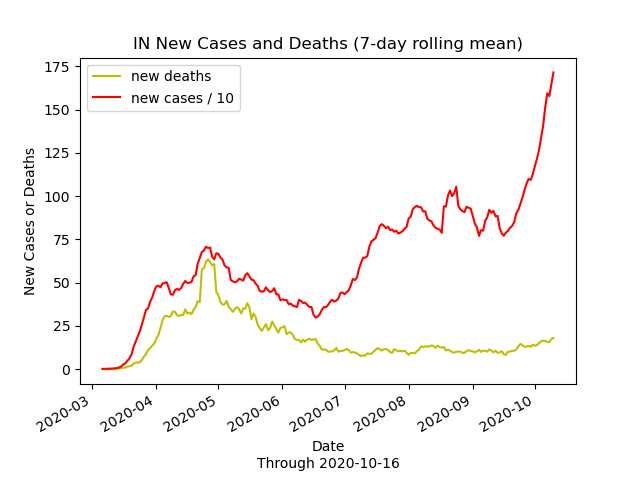 IN New Cases and Deaths (7-day rolling mean)
new deaths
new cases / 10
New Cases or Deaths
175
150
125
100
75
50
25
0
2020-03
2020-04
2020-05
2020-06
2020-07
2020-08
2020-09
2020-10
Date
Through 2020-10-16